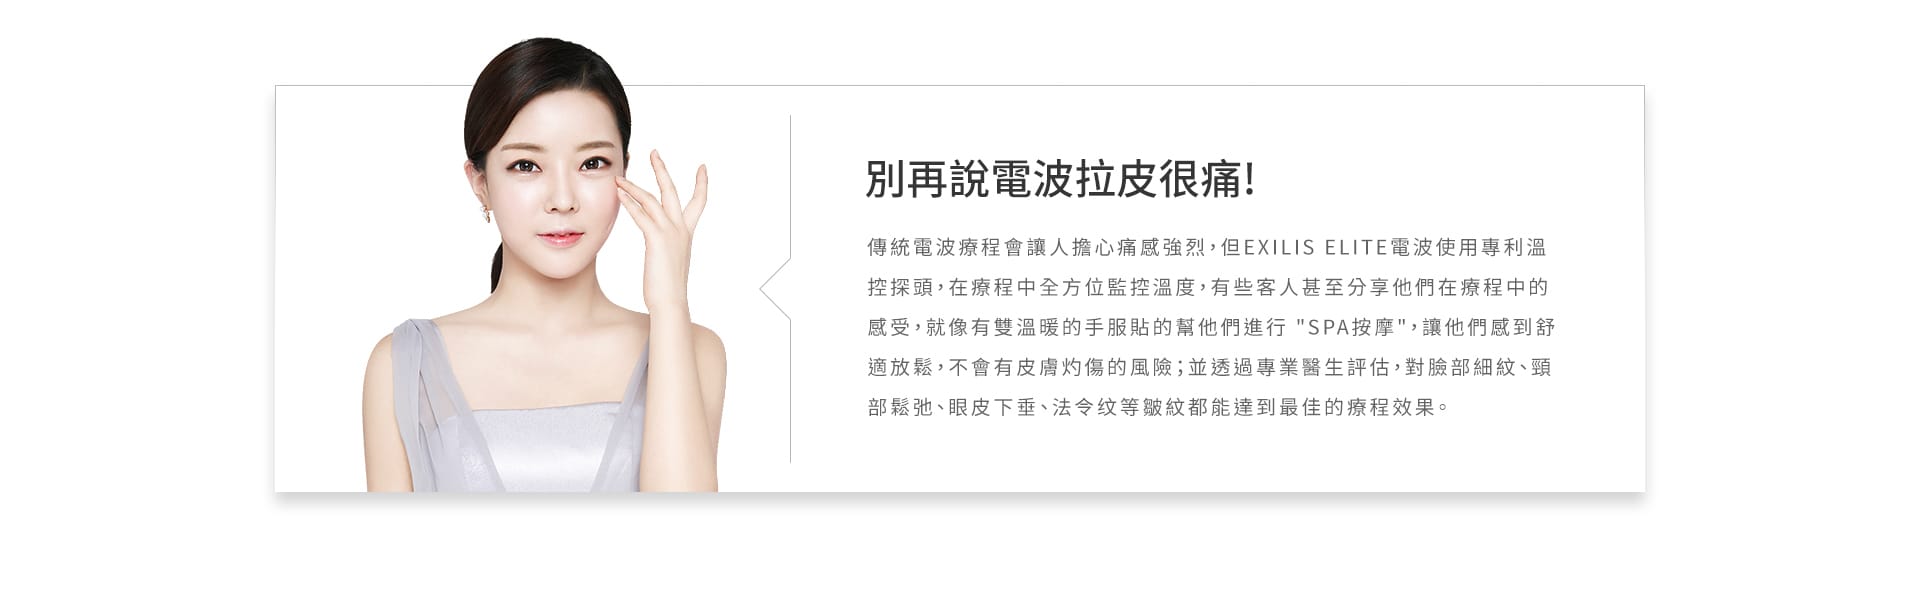 別再說電波拉皮很痛!
傳統電波療程會讓人擔心痛感強烈,但EXILIS ELITE電波使用專利溫
控探頭,在療程中全方位監控溫度,有些客人甚至分享他們在療程中的
感受,就像有雙溫暖的手服貼的幫他們進行 "SPA按摩",讓他們感到舒
適放鬆,不會有皮膚灼傷的風險;並透過專業醫生評估,對臉部細紋、頸
部鬆弛、眼皮下垂、法令纹等皺紋都能達到最佳的療程效果。